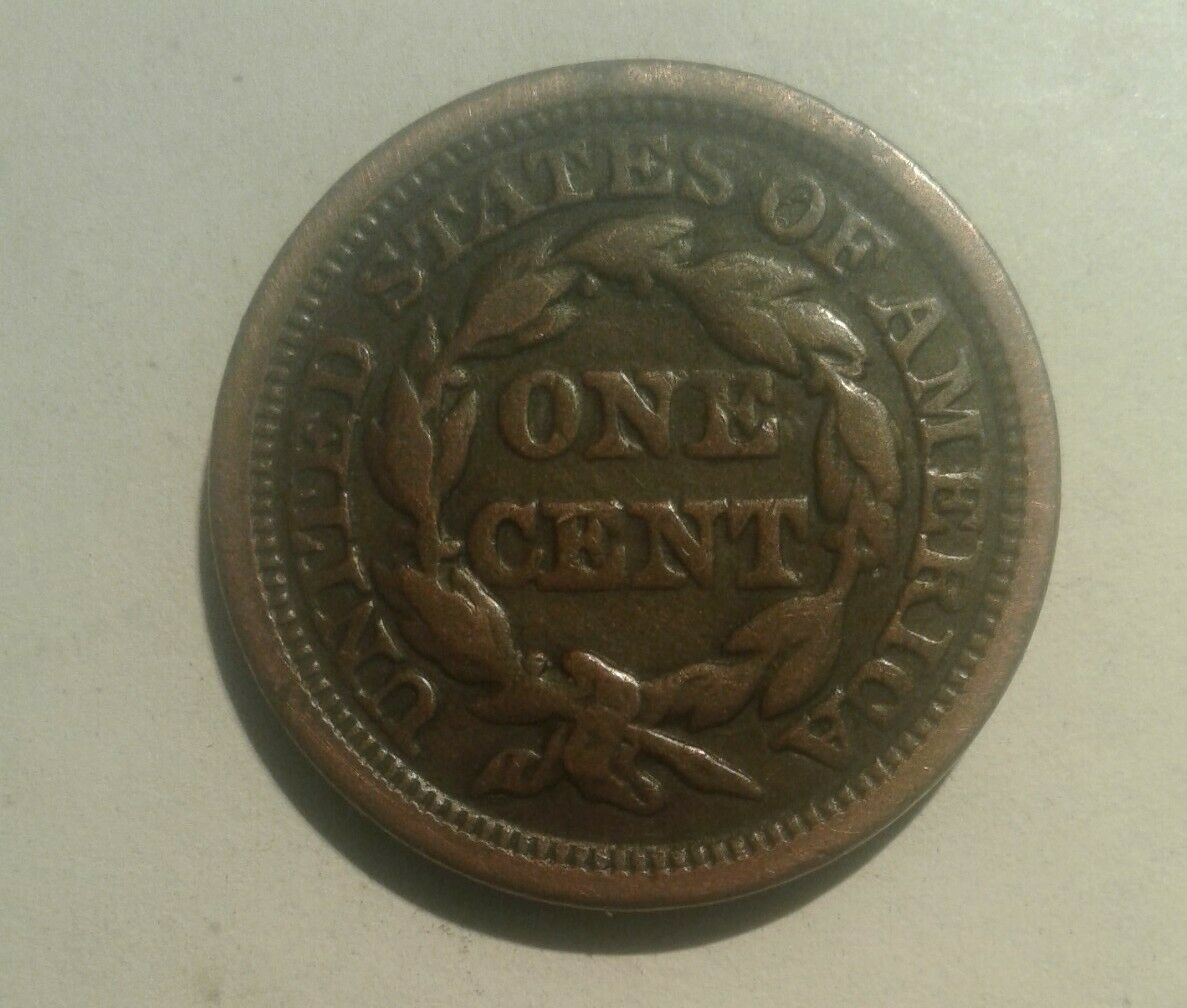 UNITED STATES OF AMERICA
ONE
CENT